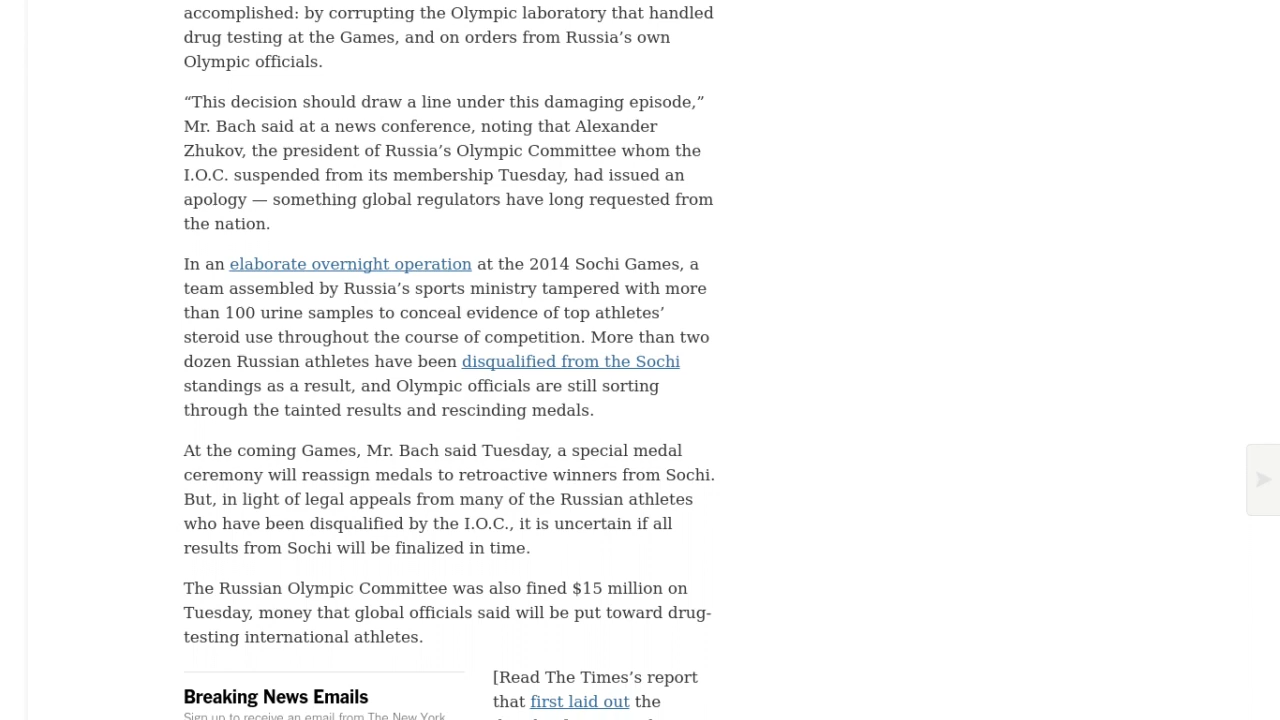 accomplished: by corrupting the Olympic laboratory that handled
drug testing at the Games, and on orders from Russia’s own
Olympic officials.
“This decision should draw a line under this damaging episode,”
Mr. Bach said at a news conference, noting that Alexander
Zhukov, the president of Russia’s Olympic Committee whom the
I.O.C. suspended from its membership Tuesday, had issued an
apology — something global regulators have long requested from
the nation.
In an elaborate overnight operation at the 2014 Sochi Games, a
team assembled by Russia’s sports ministry tampered with more
than 100 urine samples to conceal evidence of top athletes’
steroid use throughout the course of competition. More than two
dozen Russian athletes have been disqualified from the Sochi
standings as a result, and Olympic officials are still sorting
through the tainted results and rescinding medals.
At the coming Games, Mr. Bach said Tuesday, a special medal
ceremony will reassign medals to retroactive winners from Sochi.
But, in light of legal appeals from many of the Russian athletes
who have been disqualified by the I.O.C., it is uncertain if all
results from Sochi will be finalized in time.
The Russian Olympic Committee was also fined $15 million on
Tuesday, money that global officials said will be put toward drug-
testing international athletes.
Breaking News Emails
Sign up to receive an email from The New York
[Read The Times’s report
that first laid out the